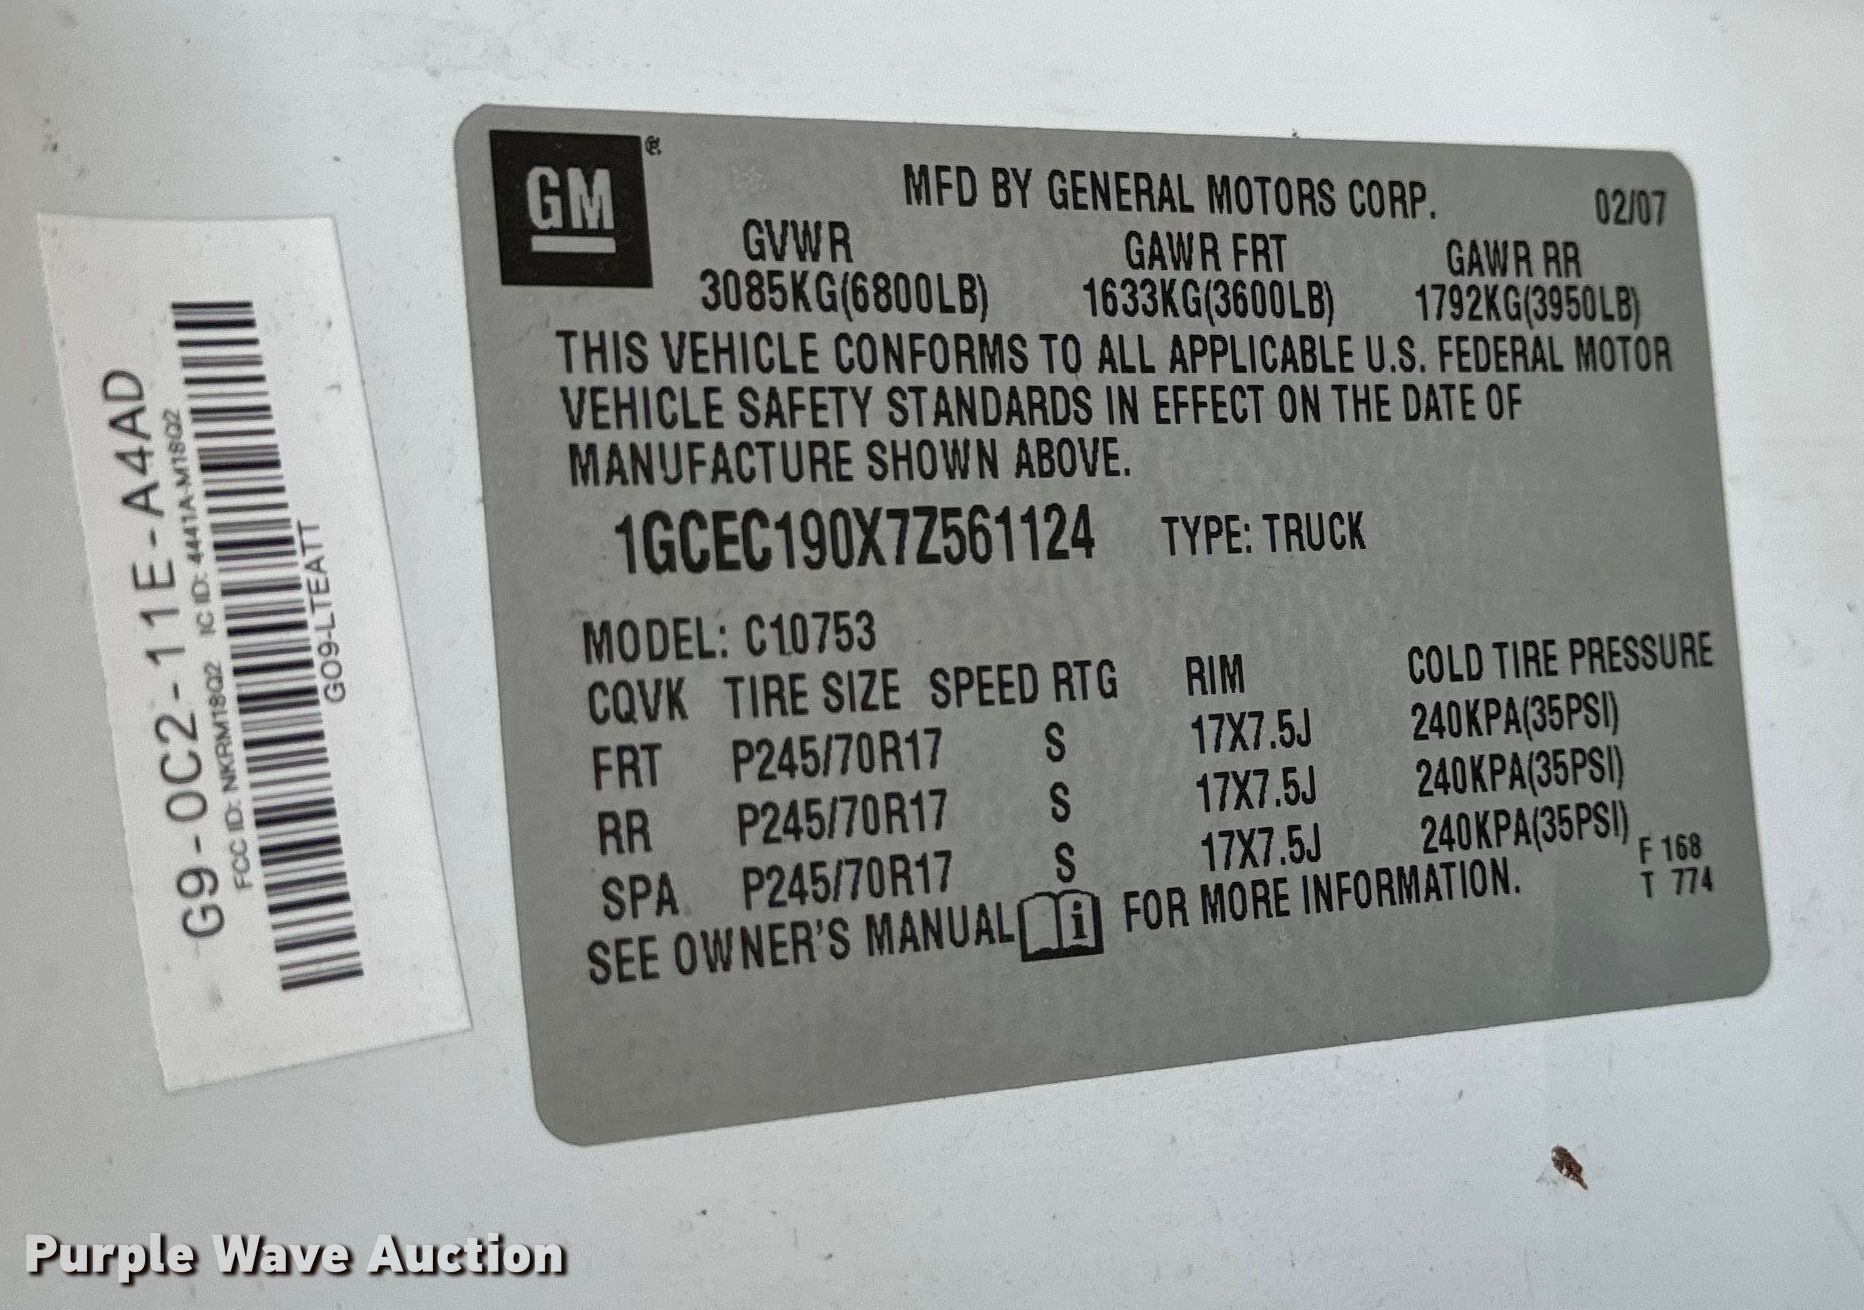 GM
MFD BY GENERAL MOTORS CORP. 02/07
GVWR GAWR FRT GAWR RR
3085KG(6800LB) 1633KG(3600LB) 1792KG(3950LB)
THIS VEHICLE CONFORMS TO ALL APPLICABLE U.S. FEDERAL MOTOR
VEHICLE SAFETY STANDARDS IN EFFECT ON THE DATE OF
MANUFACTURE SHOWN ABOVE.
1GCEC190X7Z561124 TYPE: TRUCK
MODEL: C10753
CQVK TIRE SIZE SPEED RTG RIM COLD TIRE PRESSURE
FRT P245/70R17 S 17X7.5J 240KPA(35PSI)
RR P245/70R17 S 17X7.5J 240KPA(35PSI)
SPA P245/70R17 S 17X7.5J 240KPA(35PSI)
SEE OWNER'S MANUAL i FOR MORE INFORMATION.
F 168
T 774
G9-0C2-11E-A4AD
FCC ID: NKRM18Q2 IC ID: 4441A-M18Q2
GO9-LTEATT
Purple Wave Auction